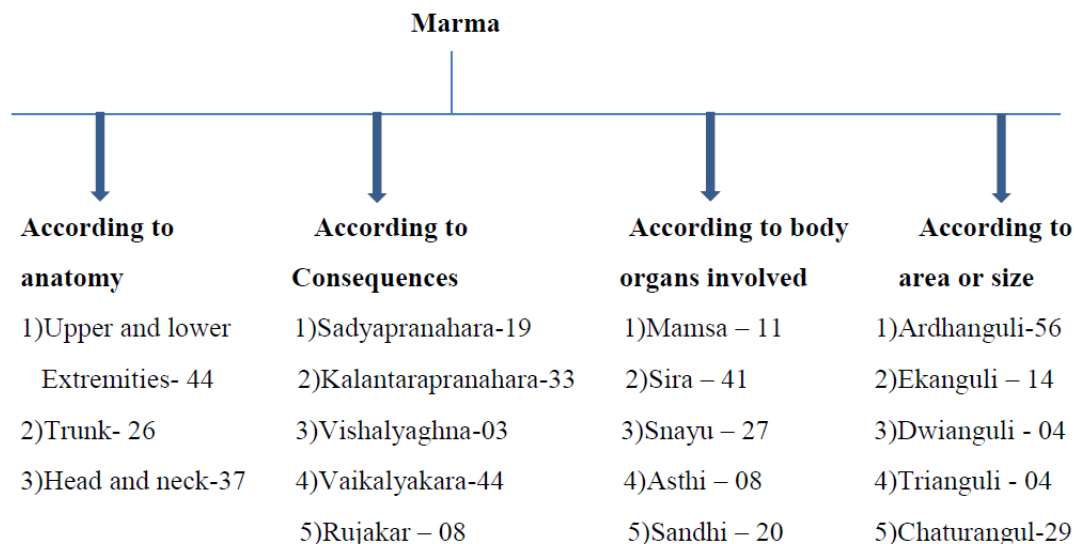 Marma
According to
anatomy
1)Upper and lower
Extremities- 44
2)Trunk- 26
3)Head and neck-37
According to
Consequences
1)Sadyapranahara-19
2)Kalantarapranahara-33
3)Vishalyaghna-03
4)Vaikalyakara-44
5)Rujakar – 08
According to body
organs involved
1)Mamsa – 11
2)Sira – 41
3)Snayu – 27
4)Asthi – 08
5)Sandhi – 20
According to
area or size
1)Ardhanguli-56
2)Ekanguli – 14
3)Dwianguli - 04
4)Trianguli - 04
5)Chaturangul-29